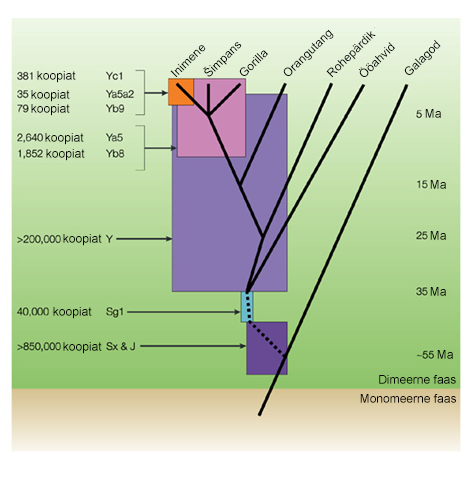 Inimene
Šimpans
Gorilla
Orangutang
Rohepärdik
Ööahvid
Galagod
381 koopiat Yc1
35 koopiat Ya5a2
79 koopiat Yb9
2,640 koopiat Ya5
1,852 koopiat Yb8
>200,000 koopiat Y
40,000 koopiat Sg1
>850,000 koopiat Sx & J
5 Ma
15 Ma
25 Ma
35 Ma
~55 Ma
Dimeerne faas
Monomeerne faas